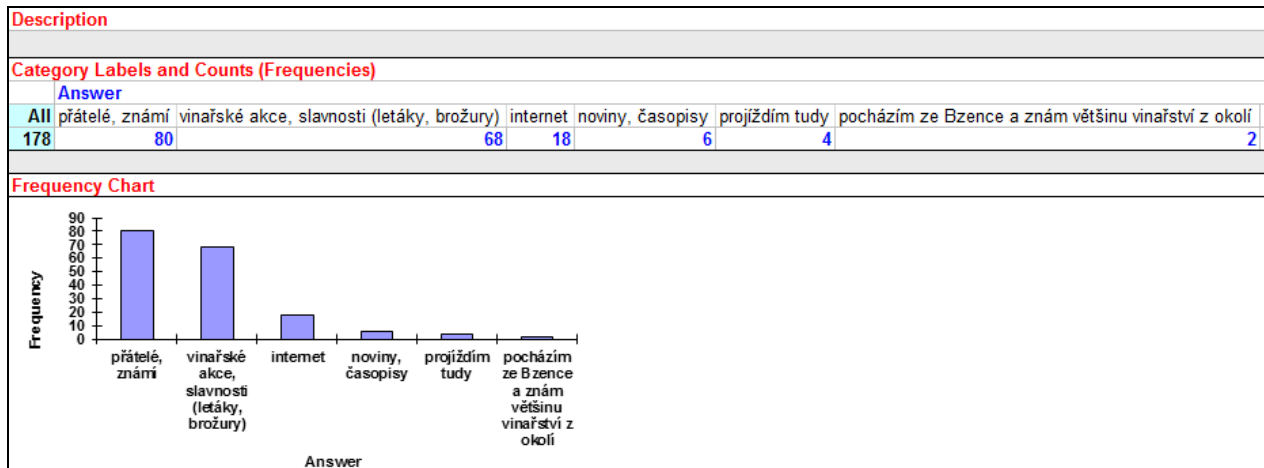 Description
Category Labels and Counts (Frequencies)
Answer
All přátelé, známí vinařské akce, slavnosti (letáky, brožury) internet noviny, časopisy projíždím tudy pocházím ze Bzence a znám většinu vinařství z okolí
178 80 68 18 6 4 2
Frequency Chart
90
80
70
60
50
40
30
20
10
0
Frequency
přátelé,
známí
vinařské
akce,
slavnosti
(letáky,
brožury)
internet
noviny,
časopisy
projíždím
tudy
pocházím
ze Bzence
a znám
většinu
vinařství z
okolí
Answer